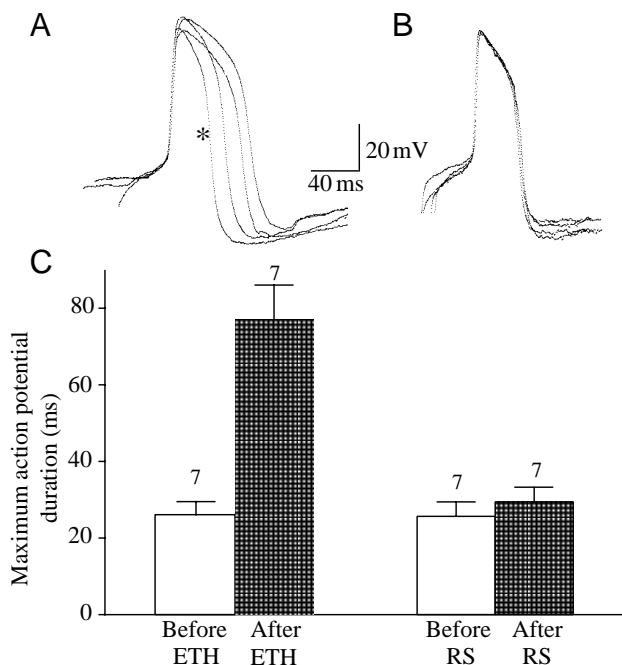 A
B
*
20 mV
40 ms
C
Maximum action potential
duration (ms)
80
60
40
20
0
7
7
7
7
Before
ETH
After
ETH
Before
RS
After
RS